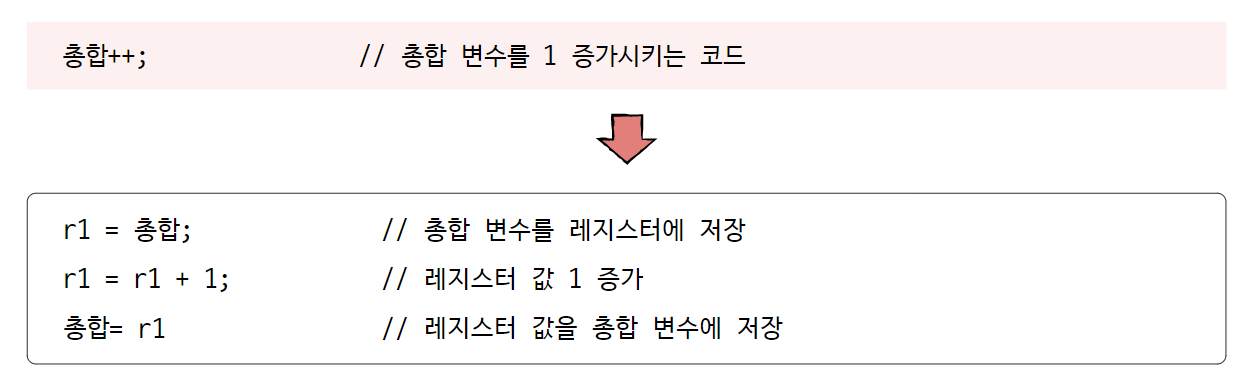 총합++; // 총합 변수를 1 증가시키는 코드
r1 = 총합; // 총합 변수를 레지스터에 저장
r1 = r1 + 1; // 레지스터 값 1 증가
총합= r1 // 레지스터 값을 총합 변수에 저장